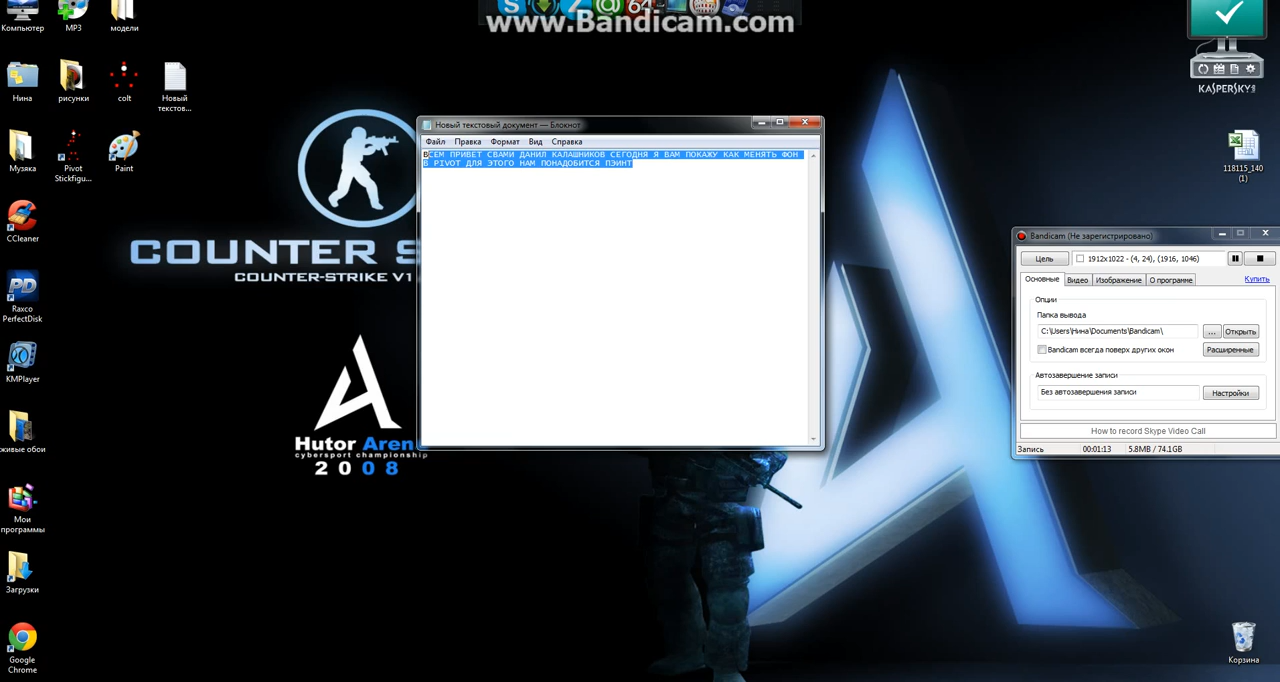 www.Bandicam.com
Компьютер
MP3
модели
Нина
рисунки
colt
Новый
текстов...
Музяка
Pivot
Stickfigu...
Paint
CCleaner
Raxco
PerfectDisk
KMPlayer
живые обои
Мои
программы
Загрузки
Google
Chrome
COUNTER S
COUNTER-STRIKE V1
Hutor Arena
cybersport championship
2008
Новый текстовый документ — Блокнот
Файл Правка Формат Вид Справка
ВСЕМ ПРИВЕТ СВАМИ ДАНИЛ КАЛАШНИКОВ СЕГОДНЯ Я ВАМ ПОКАЖУ КАК МЕНЯТЬ ФОН
В PIVOT ДЛЯ ЭТОГО НАМ ПОНАДОБИТСЯ ПЭИНТ
KASPERSKY
118115_140
(1)
Bandicam (Не зарегистрировано)
Цель 1912x1022 - (4, 24), (1916, 1046)
Основные Видео Изображение О программе Купить
Опции
Папка вывода
C:\Users\Нина\Documents\Bandicam\ ... Открыть
Bandicam всегда поверх других окон Расширенные
Автозавершение записи
Без автозавершения записи Настройки
How to record Skype Video Call
Запись 00:01:13 5.8MB / 74.1GB
Корзина